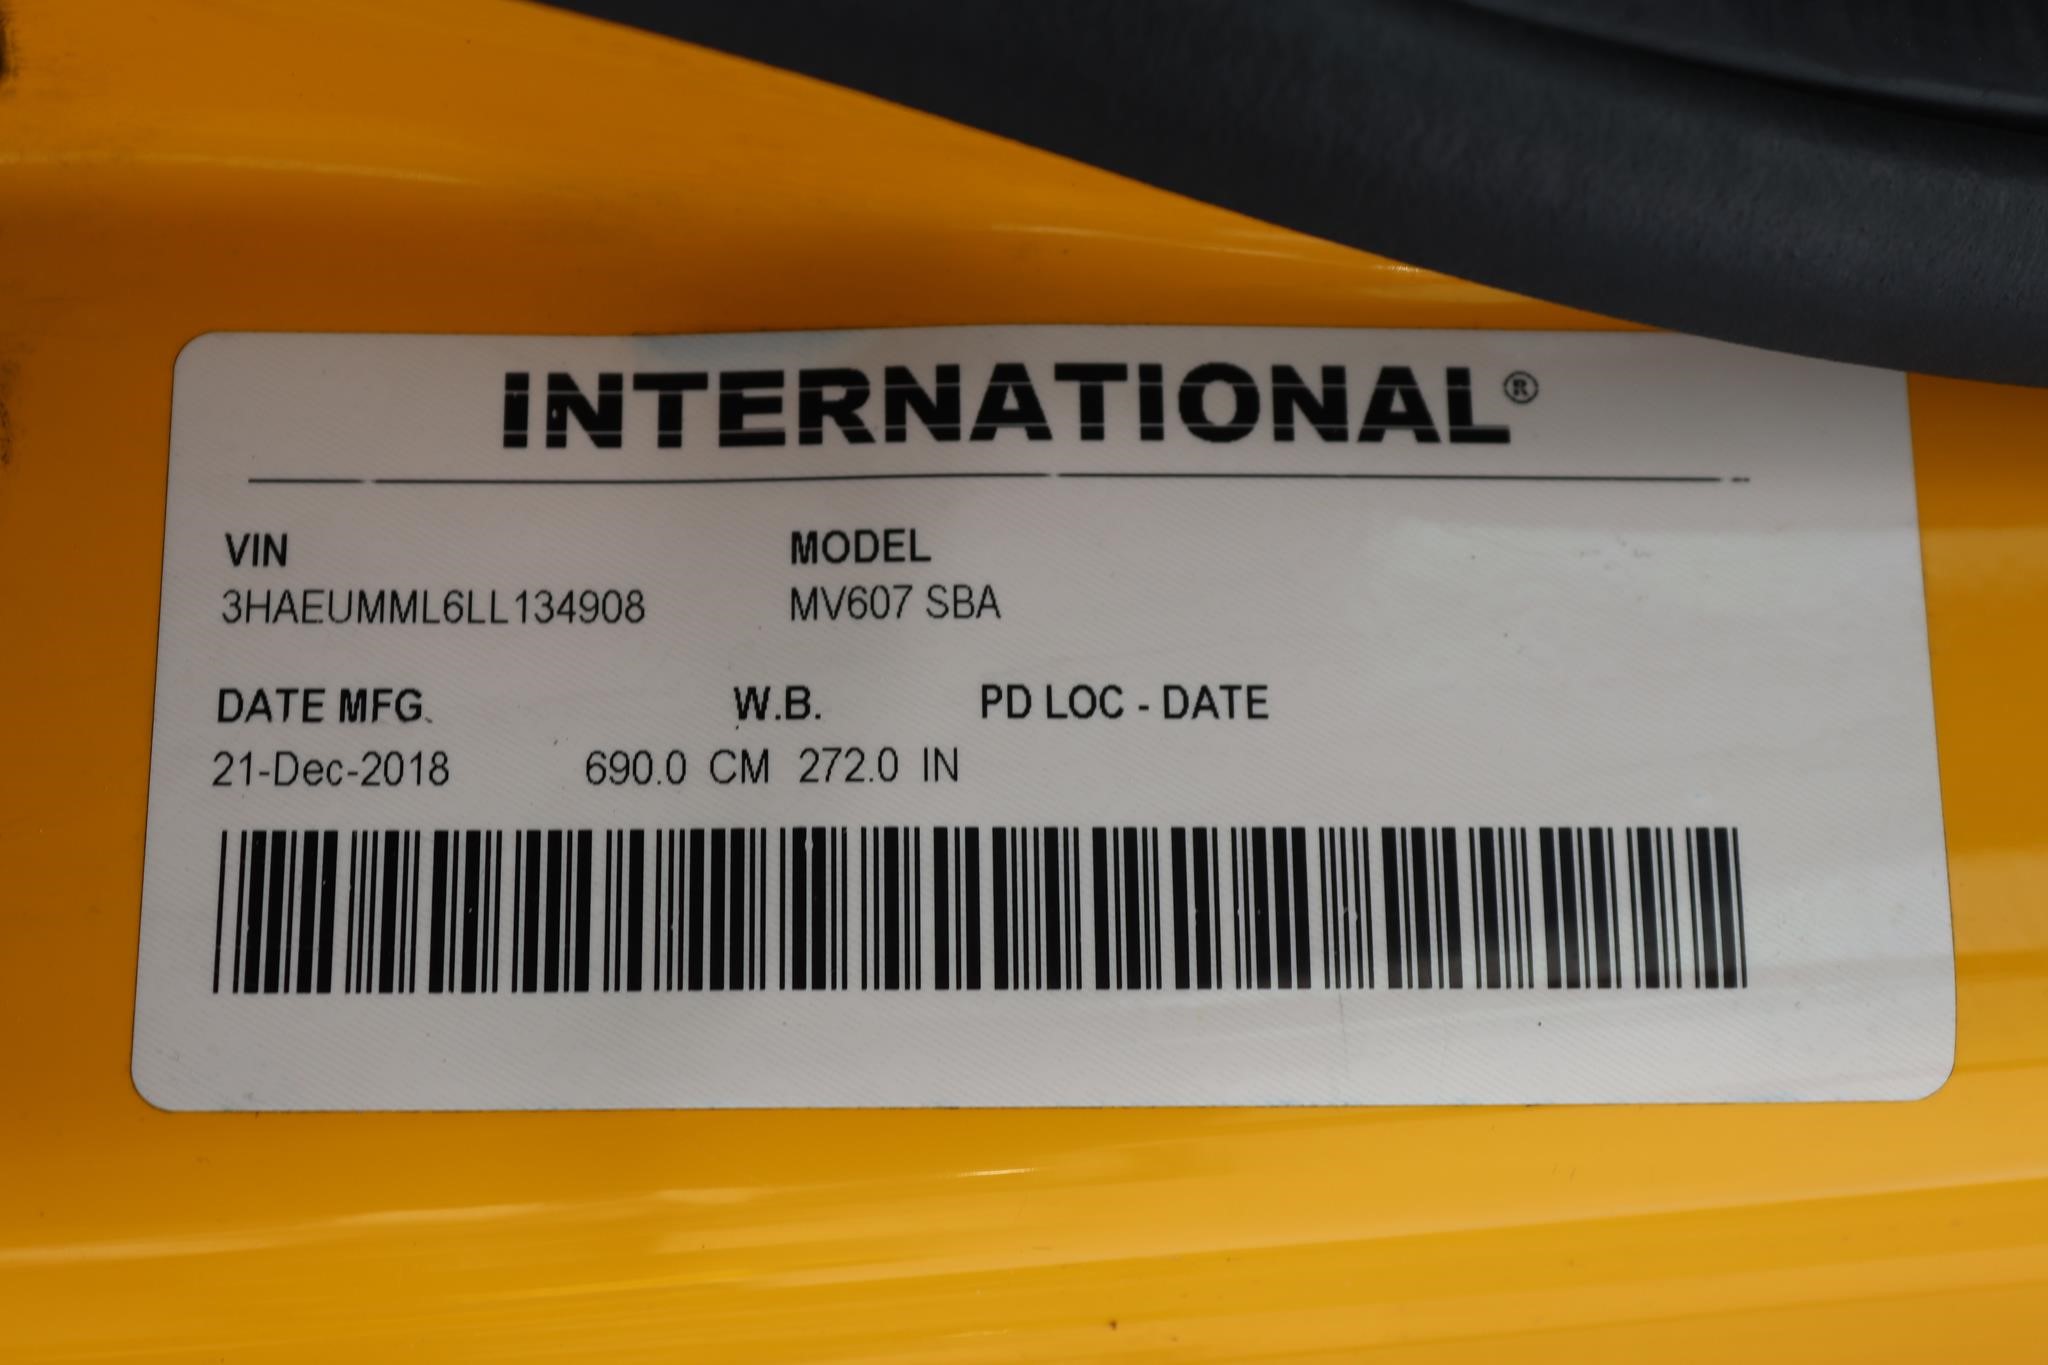 INTERNATIONAL®
VIN MODEL
3HAEUMML6LL134908 MV607 SBA
DATE MFG. W.B. PD LOC - DATE
21-Dec-2018 690.0 CM 272.0 IN